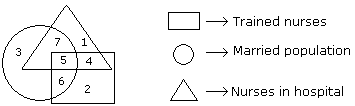 7 1
3
5 4
6
2
Trained nurses
Married population
Nurses in hospital